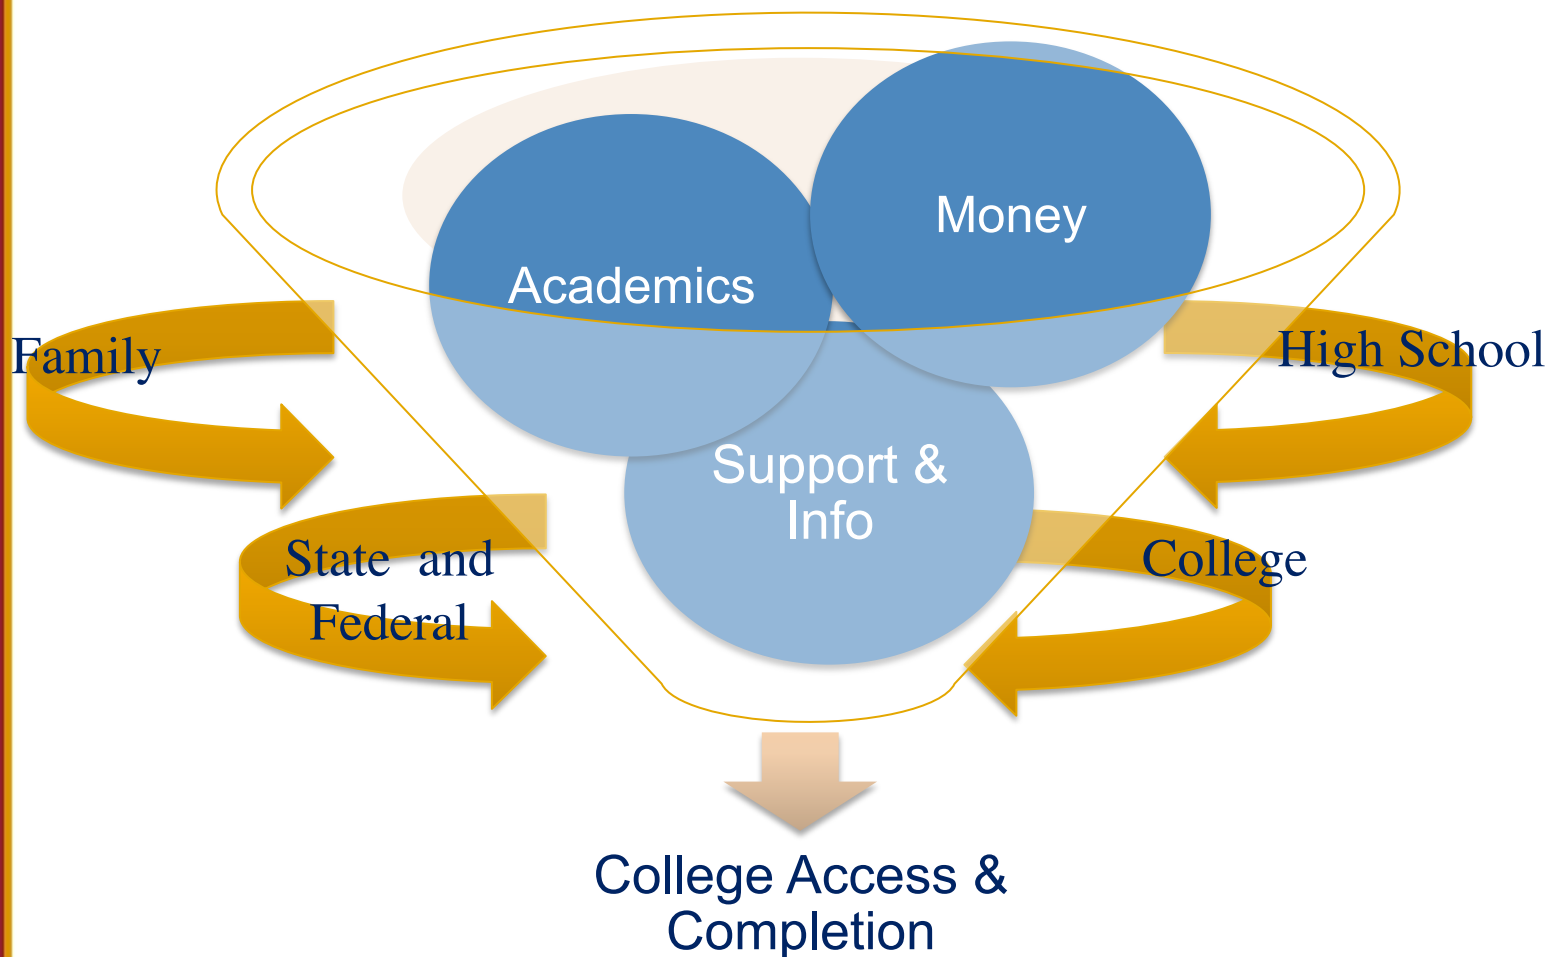 Money
Academics
Family
High School
Support &
Info
State and
Federal
College
College Access &
Completion